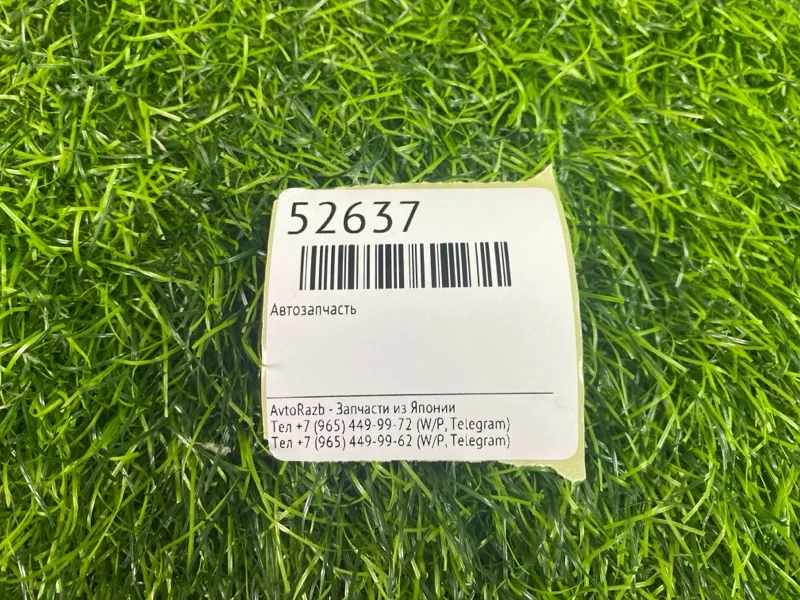 52637
Автозапчасть
AvtoRazb - Запчасти из Японии
Тел +7 (965) 449-99-72 (W/P, Telegram)
Тел +7 (965) 449-99-62 (W/P, Telegram)